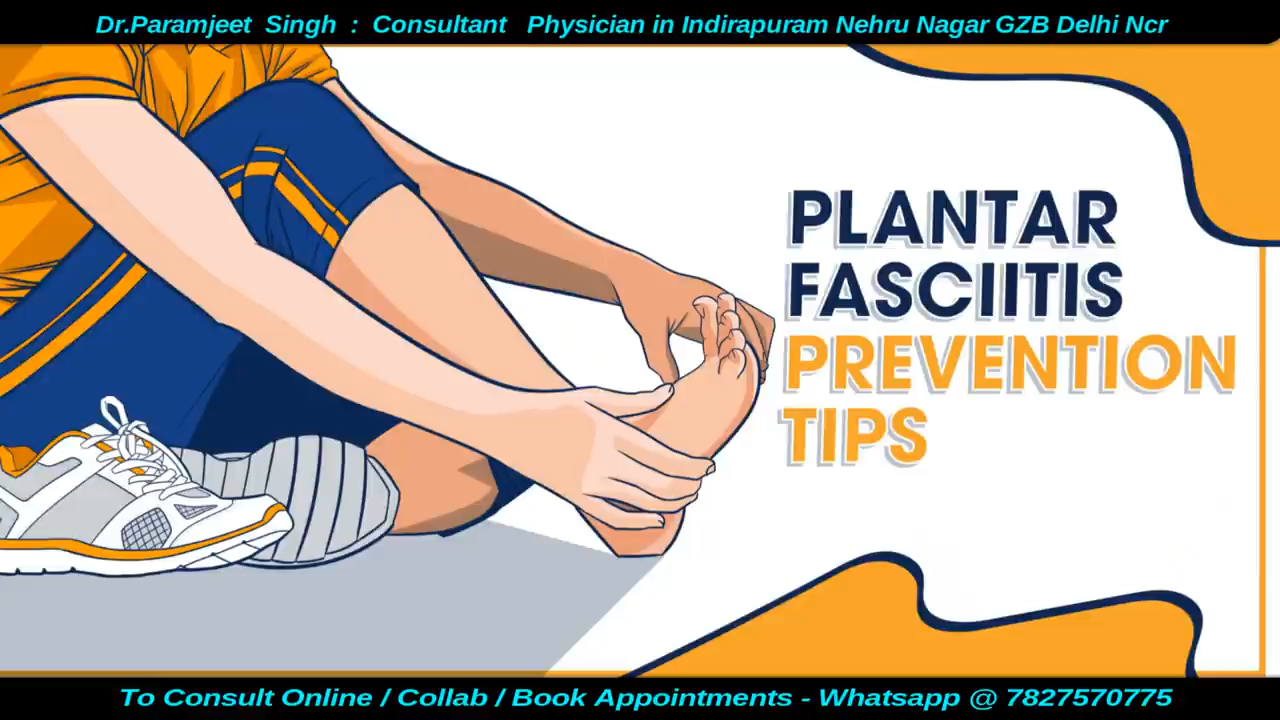 Dr.Paramjeet Singh : Consultant Physician in Indirapuram Nehru Nagar GZB Delhi Ncr
PLANTAR
FASCIITIS
PREVENTION
TIPS
To Consult Online / Collab / Book Appointments - Whatsapp @ 7827570775